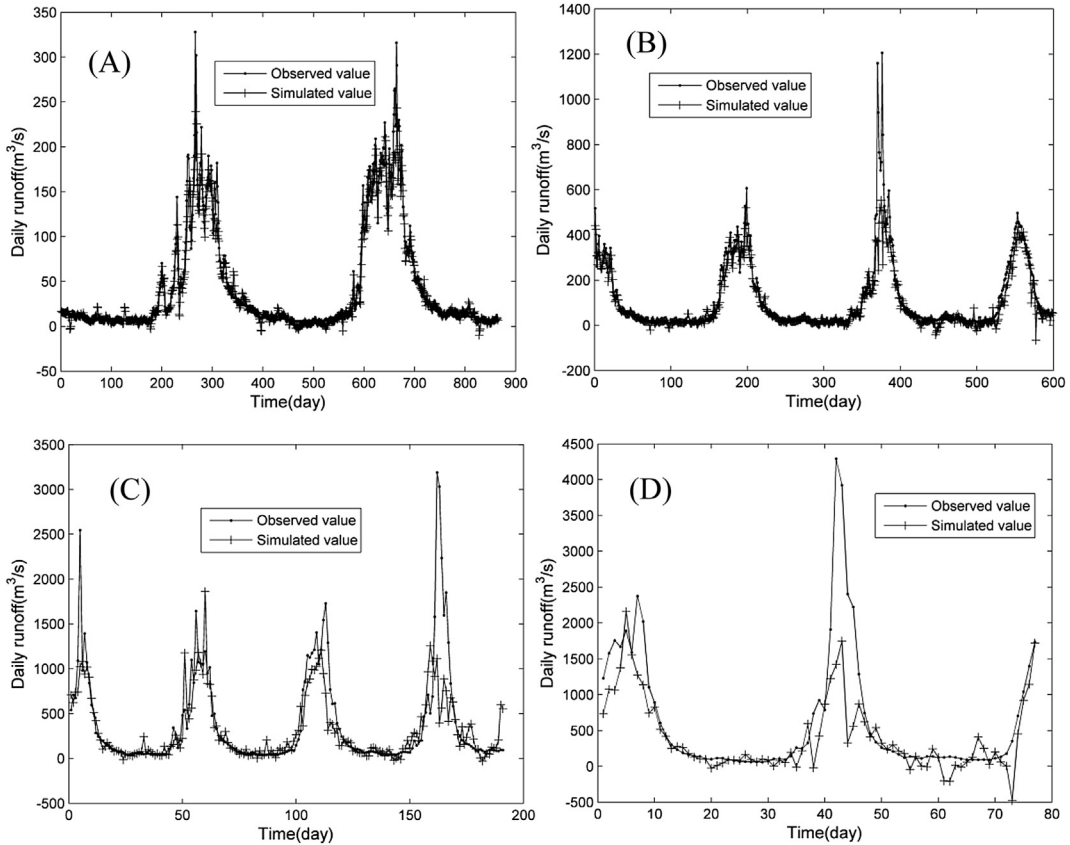 (A)
Observed value
Simulated value
Daily runoff(m³/s)
350
300
250
200
150
100
50
0
-50
0 100 200 300 400 500 600 700 800 900
Time(day)
(B)
Observed value
Simulated value
Daily runoff(m³/s)
1400
1200
1000
800
600
400
200
0
-200
0 100 200 300 400 500 600
Time(day)
(C)
Observed value
Simulated value
Daily runoff(m³/s)
3500
3000
2500
2000
1500
1000
500
0
-500
0 50 100 150 200
Time(day)
(D)
Observed value
Simulated value
Daily runoff(m³/s)
4500
4000
3500
3000
2500
2000
1500
1000
500
0
-500
0 10 20 30 40 50 60 70 80
Time(day)